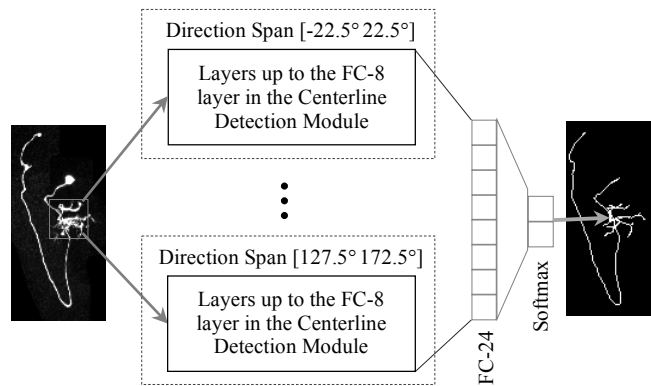 Direction Span [-22.5° 22.5°]
Layers up to the FC-8
layer in the Centerline
Detection Module
Direction Span [127.5° 172.5°]
Layers up to the FC-8
layer in the Centerline
Detection Module
FC-24
Softmax